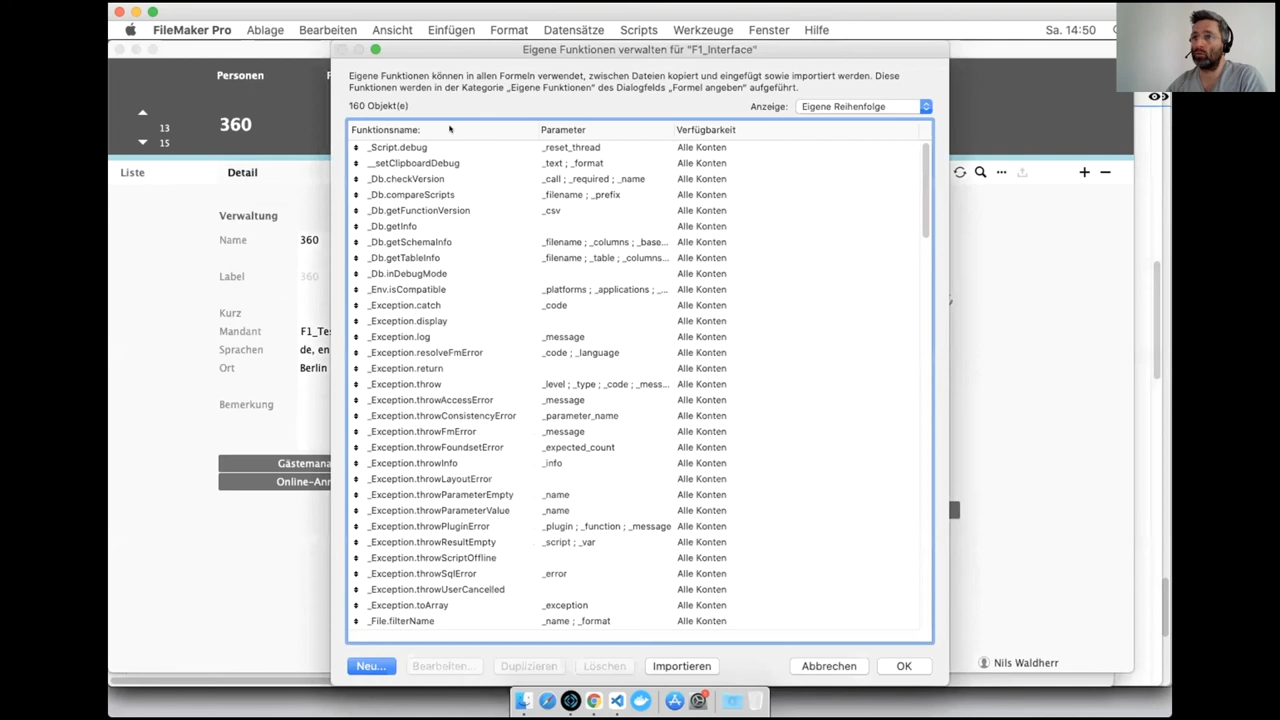 FileMaker Pro Ablage Bearbeiten Ansicht Einfügen Format Datensätze Scripts Werkzeuge Fenster Hilfe Sa. 14:50
Eigene Funktionen verwalten für "F1_Interface"
Personen
Eigene Funktionen können in allen Formeln verwendet, zwischen Dateien kopiert und eingefügt sowie importiert werden. Diese
Funktionen werden in der Kategorie „Eigene Funktionen" des Dialogfelds „Formel angeben" aufgeführt.
160 Objekt(e) Anzeige: Eigene Reihenfolge
13
360
15
Funktionsname: Parameter Verfügbarkeit
_Script.debug _reset_thread Alle Konten
__setClipboardDebug _text ; _format Alle Konten
Liste Detail
_Db.checkVersion _call ; _required ; _name Alle Konten
_Db.compareScripts _filename ; _prefix Alle Konten
_Db.getFunctionVersion _csv Alle Konten
Verwaltung
_Db.getInfo Alle Konten
Name 360
_Db.getSchemaInfo _filename ; _columns ; _base... Alle Konten
_Db.getTableInfo _filename ; _table ; _columns... Alle Konten
_Db.inDebugMode Alle Konten
Label 360
_Env.isCompatible _platforms ; _applications ; _... Alle Konten
_Exception.catch _code Alle Konten
Kurz
_Exception.display Alle Konten
Mandant F1_Te
_Exception.log _message Alle Konten
Sprachen de, en
_Exception.resolveFmError _code ; _language Alle Konten
Ort Berlin
_Exception.return Alle Konten
_Exception.throw _level ; _type ; _code ; _mess... Alle Konten
_Exception.throwAccessError _message Alle Konten
Bemerkung
_Exception.throwConsistencyError _parameter_name Alle Konten
_Exception.throwFmError _message Alle Konten
_Exception.throwFoundsetError _expected_count Alle Konten
Gästemana
_Exception.throwInfo _info Alle Konten
Online-Anm
_Exception.throwLayoutError Alle Konten
_Exception.throwParameterEmpty _name Alle Konten
_Exception.throwParameterValue _name Alle Konten
_Exception.throwPluginError _plugin ; _function ; _message Alle Konten
_Exception.throwResultEmpty _script ; _var Alle Konten
_Exception.throwScriptOffline Alle Konten
_Exception.throwSqlError _error Alle Konten
_Exception.throwUserCancelled Alle Konten
_Exception.toArray _exception Alle Konten
_File.filterName _name ; _format Alle Konten
Neu... Bearbeiten... Duplizieren Löschen Importieren Abbrechen OK
Nils Waldherr